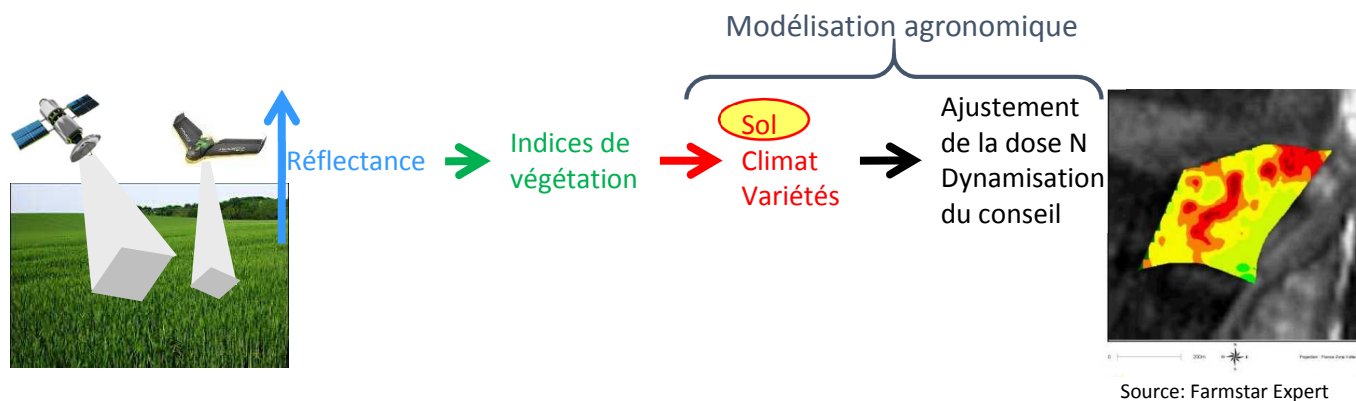 Modélisation agronomique
Réflectance
Indices de
végétation
Sol
Climat
Variétés
Ajustement
de la dose N
Dynamisation
du conseil
200m
Source: Farmstar Expert